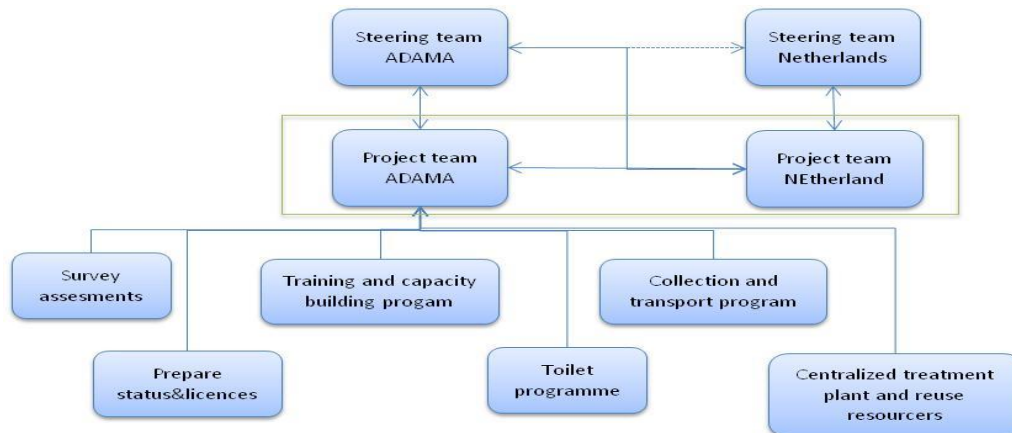 Steering team
ADAMA
Steering team
Netherlands
Project team
ADAMA
Project team
NEtherland
Survey
assesments
Training and capacity
building progam
Collection and
transport program
Prepare
status&licences
Toilet
programme
Centralized treatment
plant and reuse
resourcers